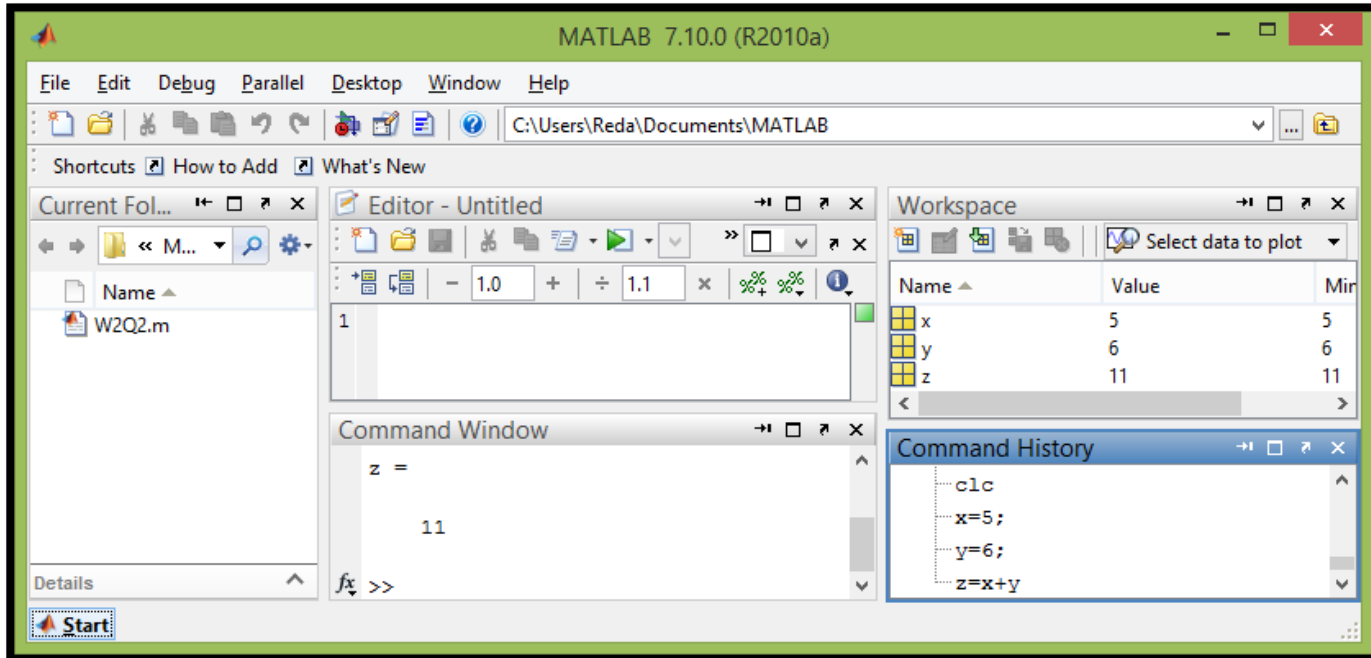 MATLAB 7.10.0 (R2010a)
File Edit Debug Parallel Desktop Window Help
C:\Users\Reda\Documents\MATLAB ...
Shortcuts How to Add What's New
Current Fol...
« M...
Name
W2Q2.m
Details
Editor - Untitled
»
− 1.0 + ÷ 1.1 ×
1
Command Window
z =
11
fx >>
Workspace
Select data to plot
Name Value Min
x 5 5
y 6 6
z 11 11
Command History
clc
x=5;
y=6;
z=x+y
Start